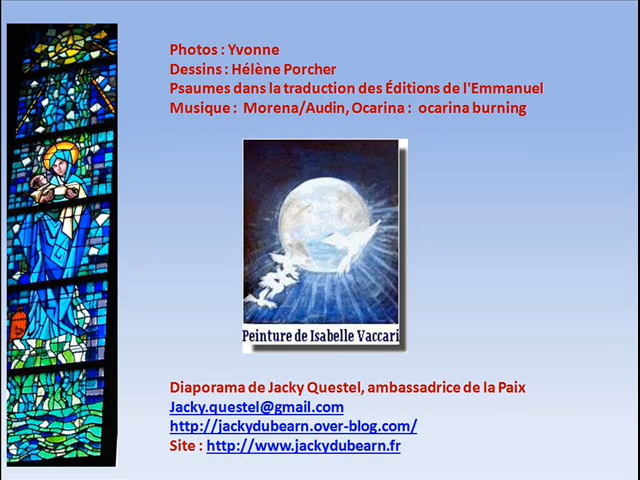 Photos : Yvonne
Dessins : Hélène Porcher
Psaumes dans la traduction des Éditions de l'Emmanuel
Musique : Morena/Audin, Ocarina : ocarina burning
Peinture de Isabelle Vaccari
Diaporama de Jacky Questel, ambassadrice de la Paix
Jacky.questel@gmail.com
http://jackydubearn.over-blog.com/
Site : http://www.jackydubearn.fr